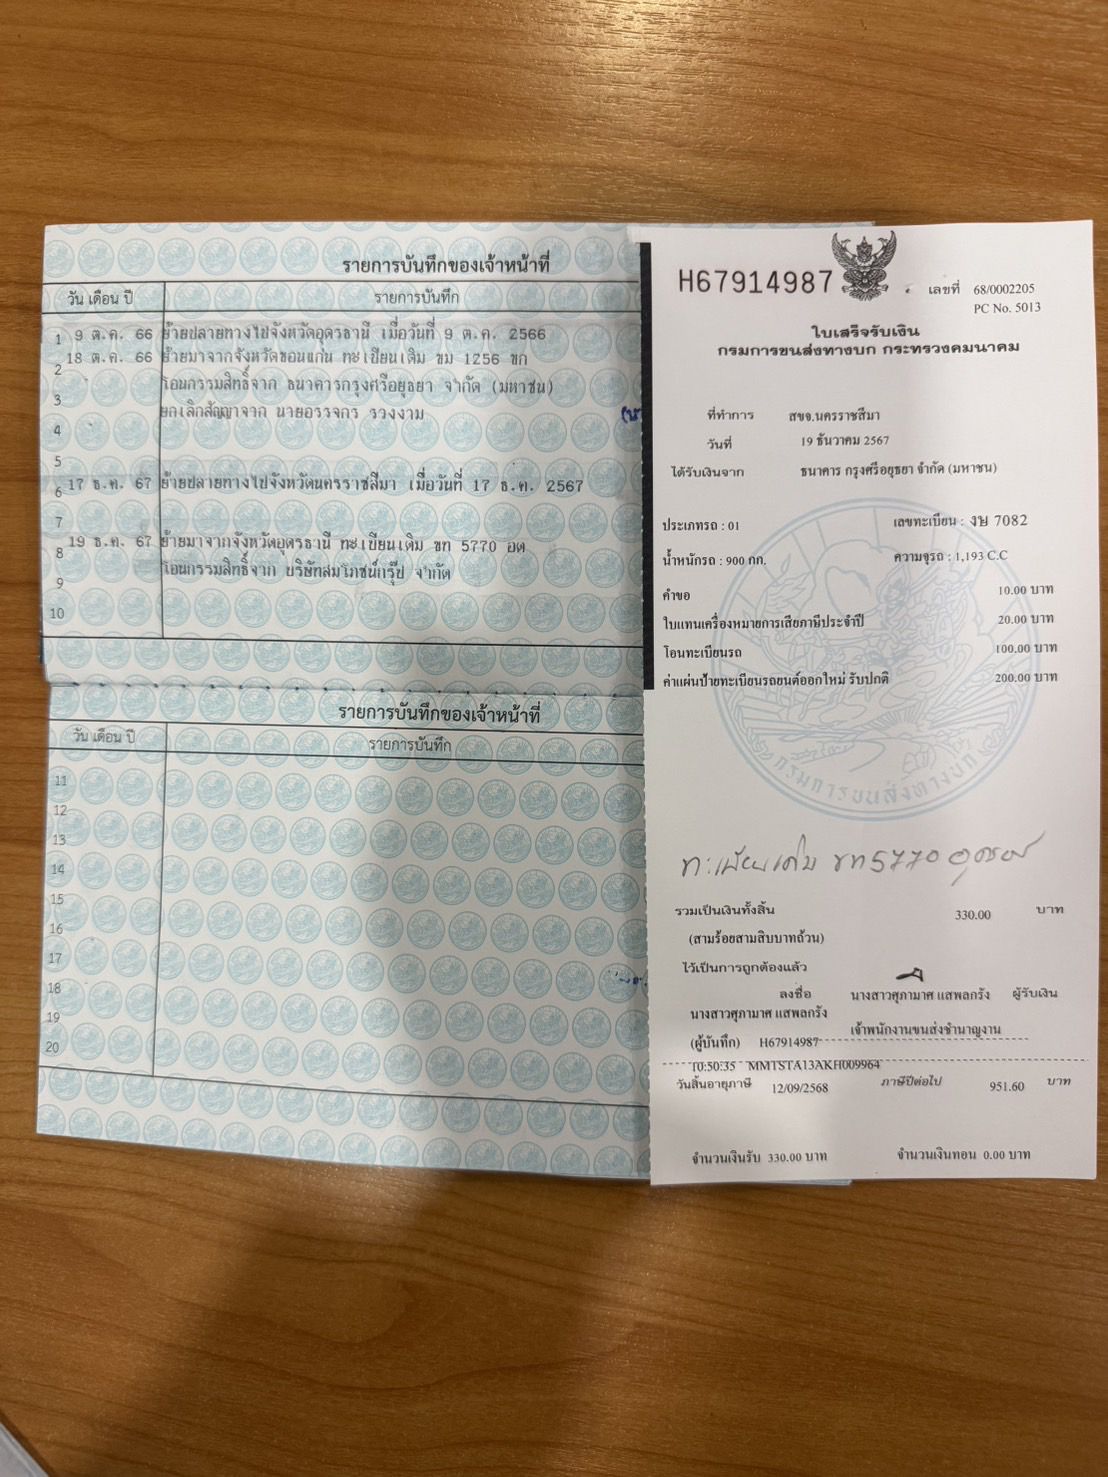 รายการบันทึกของเจ้าหน้าที่
วัน เดือน ปี รายการบันทึก
1 9 ต.ค. 66 ย้ายปลายทางไปจังหวัดอุดรธานี เมื่อวันที่ 9 ต.ค. 2566
2 18 ต.ค. 66 ย้ายมาจากจังหวัดขอนแก่น ทะเบียนเดิม ขม 1256 ขก
3 โอนกรรมสิทธิ์จาก ธนาคารกรุงศรีอยุธยา จำกัด (มหาชน)
4 ยกเลิกสัญญาจาก นายอรรจกร รวงงาม
5
6 17 ธ.ค. 67 ย้ายปลายทางไปจังหวัดนครราชสีมา เมื่อวันที่ 17 ธ.ค. 2567
7
8 19 ธ.ค. 67 ย้ายมาจากจังหวัดอุดรธานี ทะเบียนเดิม ขท 5770 อด
9 โอนกรรมสิทธิ์จาก บริษัทสมโภชน์กรุ๊ป จำกัด
10
รายการบันทึกของเจ้าหน้าที่
วัน เดือน ปี รายการบันทึก
11
12
13
14
15
16
17
18
19
20
H67914987
เลขที่ 68/0002205
PC No. 5013
ใบเสร็จรับเงิน
กรมการขนส่งทางบก กระทรวงคมนาคม
ที่ทำการ สขจ.นครราชสีมา
วันที่ 19 ธันวาคม 2567
ได้รับเงินจาก ธนาคาร กรุงศรีอยุธยา จำกัด (มหาชน)
ประเภทรถ : 01 เลขทะเบียน : งษ 7082
น้ำหนักรถ : 900 กก. ความจุรถ : 1,193 C.C
คำขอ 10.00 บาท
ใบแทนเครื่องหมายการเสียภาษีประจำปี 20.00 บาท
โอนทะเบียนรถ 100.00 บาท
ค่าแผ่นป้ายทะเบียนรถยนต์ออกใหม่ รับปกติ 200.00 บาท
กรมการขนส่งทางบก
ทะเบียนเดิม ขท 5770 อุดรธานี
รวมเป็นเงินทั้งสิ้น 330.00 บาท
(สามร้อยสามสิบบาทถ้วน)
ไว้เป็นการถูกต้องแล้ว
ลงชื่อ นางสาวศุภามาศ แสพลกรัง ผู้รับเงิน
นางสาวศุภามาศ แสพลกรัง
เจ้าพนักงานขนส่งชำนาญงาน
(ผู้บันทึก) H67914987
10:50:35 MMTSTA13AKH009964
วันสิ้นอายุภาษี 12/09/2568 ภาษีปีต่อไป 951.60 บาท
จำนวนเงินรับ 330.00 บาท จำนวนเงินทอน 0.00 บาท